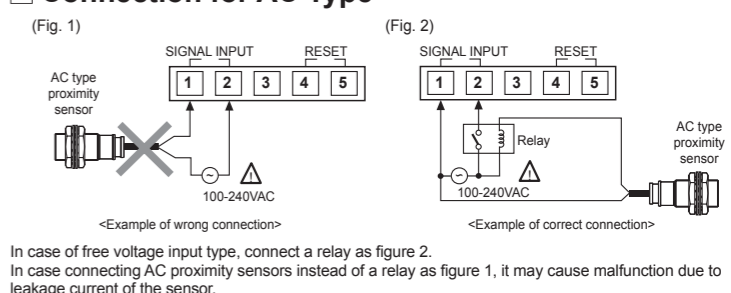 Connection for AC Type
(Fig. 1)
(Fig. 2)
SIGNAL INPUT RESET
1 2 3 4 5
AC type
proximity
sensor
100-240VAC
<Example of wrong connection>
SIGNAL INPUT RESET
1 2 3 4 5
Relay
AC type
proximity
sensor
100-240VAC
<Example of correct connection>
In case of free voltage input type, connect a relay as figure 2.
In case connecting AC proximity sensors instead of a relay as figure 1, it may cause malfunction due to
leakage current of the sensor.